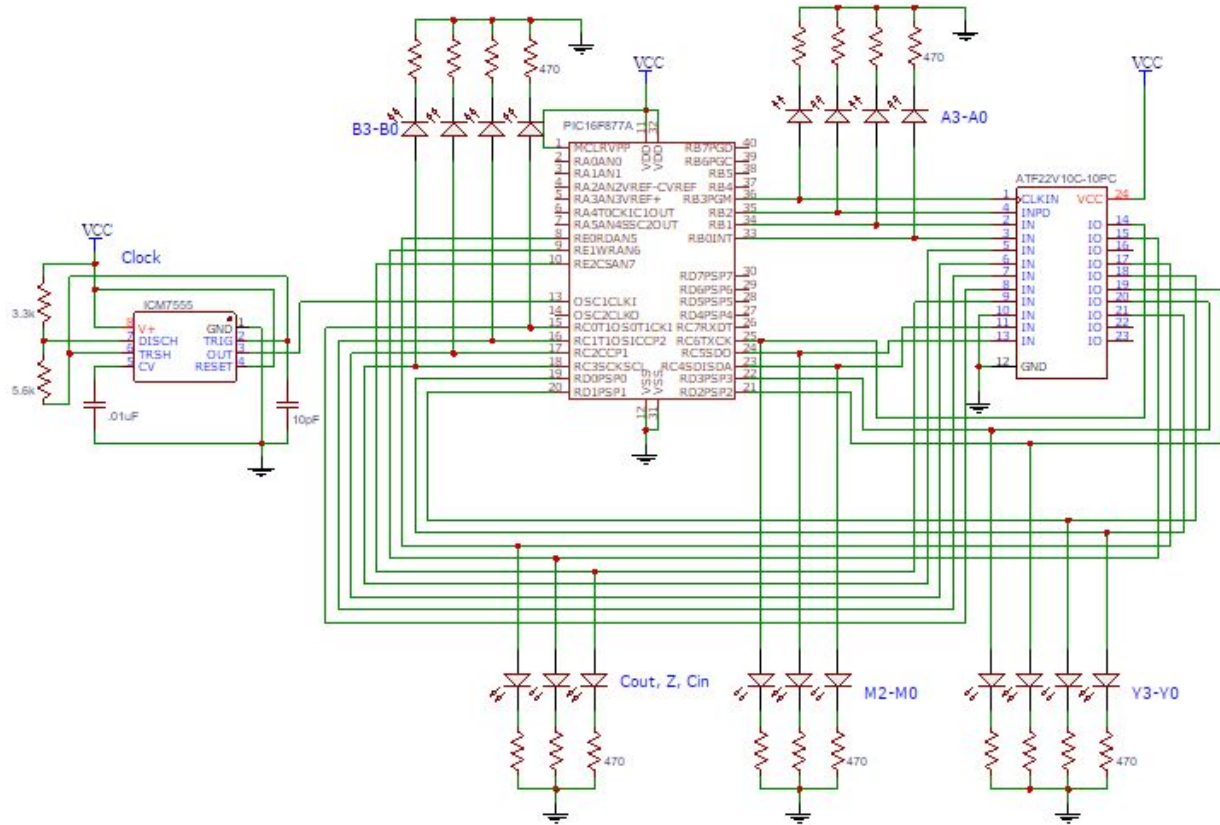 470
470
VCC
VCC
B3-B0
A3-A0
PIC16F877A
11 VDD
32 VDD
1 MCLRVPP
2 RA0AN0
3 RA1AN1
4 RA2AN2VREF-CVREF
5 RA3AN3VREF+
6 RA4T0CKIC1OUT
7 RA5AN4SSC2OUT
8 RE0RDAN5
9 RE1WRAN6
10 RE2CSAN7
13 OSC1CLKI
14 OSC2CLKO
15 RC0T1OS0T1CKI
16 RC1T1OSICCP2
17 RC2CCP1
18 RC3SCKSCL
19 RD0PSP0
20 RD1PSP1
RB7PGD 40
RB6PGC 39
RB5 38
RB4 37
RB3PGM 36
RB2 35
RB1 34
RB0INT 33
RD7PSP7 30
RD6PSP6 29
RD5PSP5 28
RD4PSP4 27
RC7RXDT 26
RC6TXCK 25
RC5SDO 24
RC4SDISDA 23
RD3PSP3 22
RD2PSP2 21
VSS 12
VSS 31
ATF22V10C-10PC
1 CLKIN
4 INPD
2 IN
3 IN
5 IN
6 IN
7 IN
8 IN
9 IN
10 IN
11 IN
13 IN
12 GND
VCC 24
IO 14
IO 15
IO 16
IO 17
IO 18
IO 19
IO 20
IO 21
IO 22
IO 23
VCC
Clock
ICM7555
3.3k
5.6k
8 V+
7 DISCH
6 TRSH
5 CV
GND 1
TRIG 2
OUT 3
RESET 4
.01uF
10pF
Cout, Z, Cin
M2-M0
Y3-Y0
470
470
470